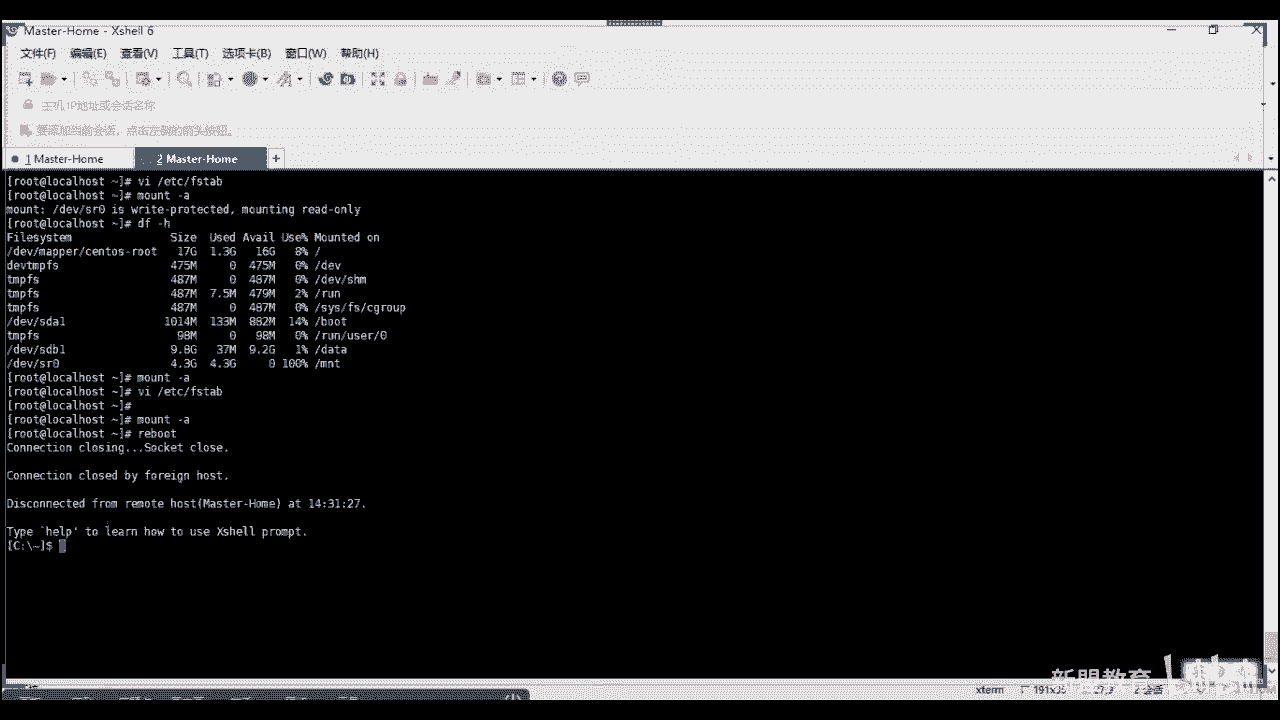 Master-Home - Xshell 6
文件(F) 编辑(E) 查看(V) 工具(T) 选项卡(B) 窗口(W) 帮助(H)
主机,IP地址或会话名称
要添加当前会话，点击左侧的箭头按钮。
1 Master-Home 2 Master-Home +
[root@localhost ~]# vi /etc/fstab
[root@localhost ~]# mount -a
mount: /dev/sr0 is write-protected, mounting read-only
[root@localhost ~]# df -h
Filesystem Size Used Avail Use% Mounted on
/dev/mapper/centos-root 17G 1.3G 16G 8% /
devtmpfs 475M 0 475M 0% /dev
tmpfs 487M 0 487M 0% /dev/shm
tmpfs 487M 7.5M 479M 2% /run
tmpfs 487M 0 487M 0% /sys/fs/cgroup
/dev/sda1 1014M 133M 882M 14% /boot
tmpfs 98M 0 98M 0% /run/user/0
/dev/sdb1 9.8G 37M 9.2G 1% /data
/dev/sr0 4.3G 4.3G 0 100% /mnt
[root@localhost ~]# mount -a
[root@localhost ~]# vi /etc/fstab
[root@localhost ~]#
[root@localhost ~]# mount -a
[root@localhost ~]# reboot
Connection closing...Socket close.
Connection closed by foreign host.
Disconnected from remote host(Master-Home) at 14:31:27.
Type `help' to learn how to use Xshell prompt.
[C:\~]$
新盟教育
xterm